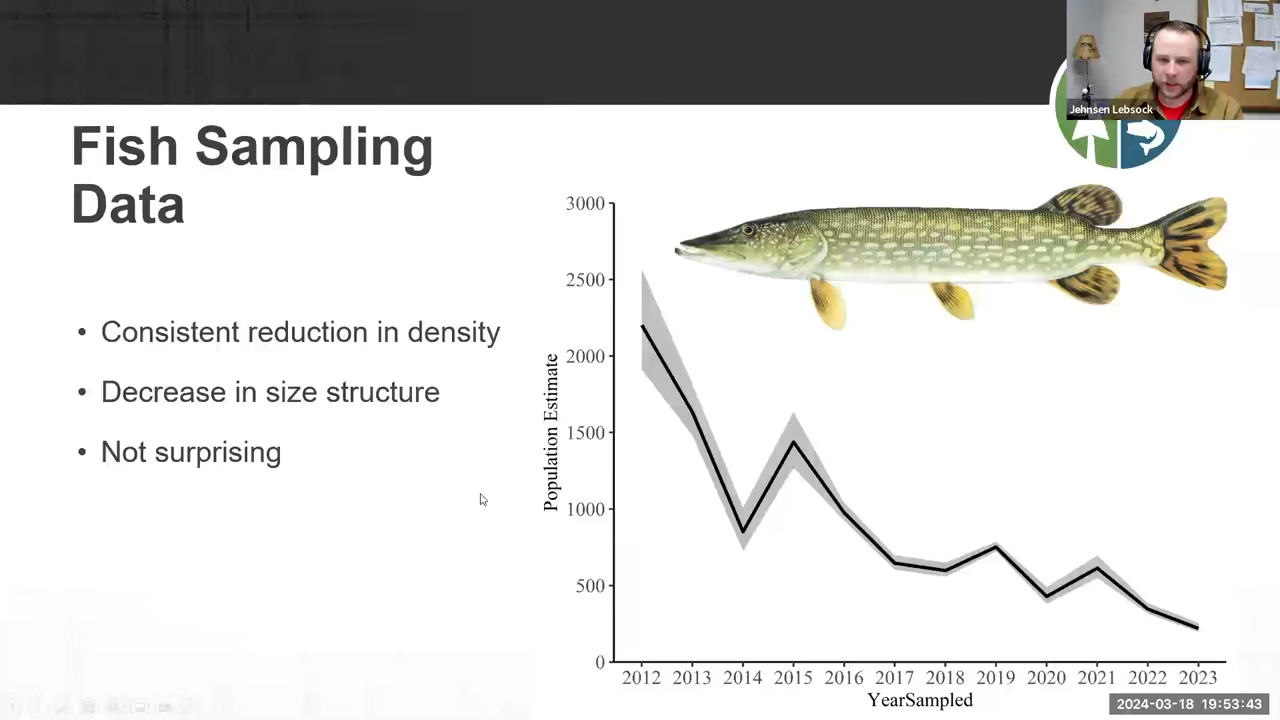 Jehnsen Lebsock
Fish Sampling
Data
• Consistent reduction in density
• Decrease in size structure
• Not surprising
Population Estimate
3000
2500
2000
1500
1000
500
0
2012 2013 2014 2015 2016 2017 2018 2019 2020 2021 2022 2023
YearSampled
2024-03-18 19:53:43